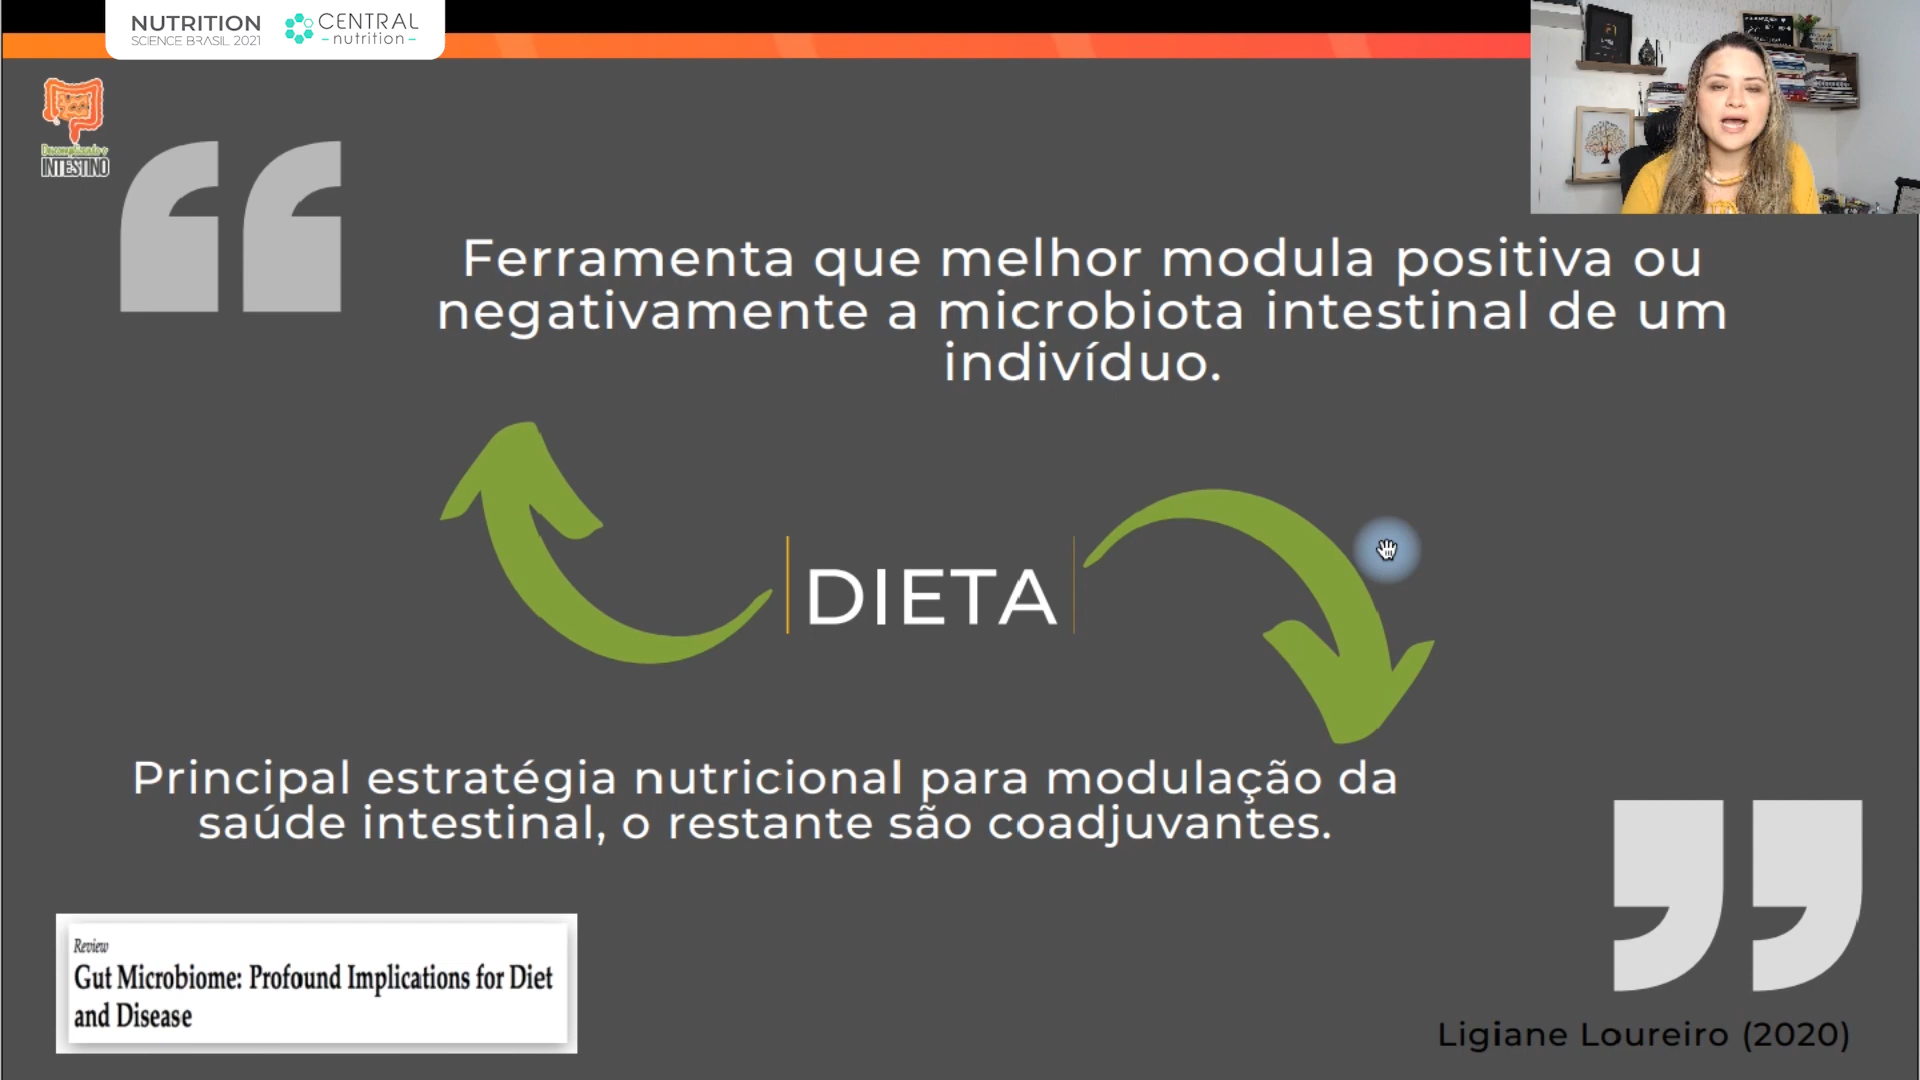 NUTRITION
SCIENCE BRASIL 2021
CENTRAL
nutrition
Descomplicando o
INTESTINO
Ferramenta que melhor modula positiva ou
negativamente a microbiota intestinal de um
indivíduo.
DIETA
Principal estratégia nutricional para modulação da
saúde intestinal, o restante são coadjuvantes.
Review
Gut Microbiome: Profound Implications for Diet
and Disease
Ligiane Loureiro (2020)